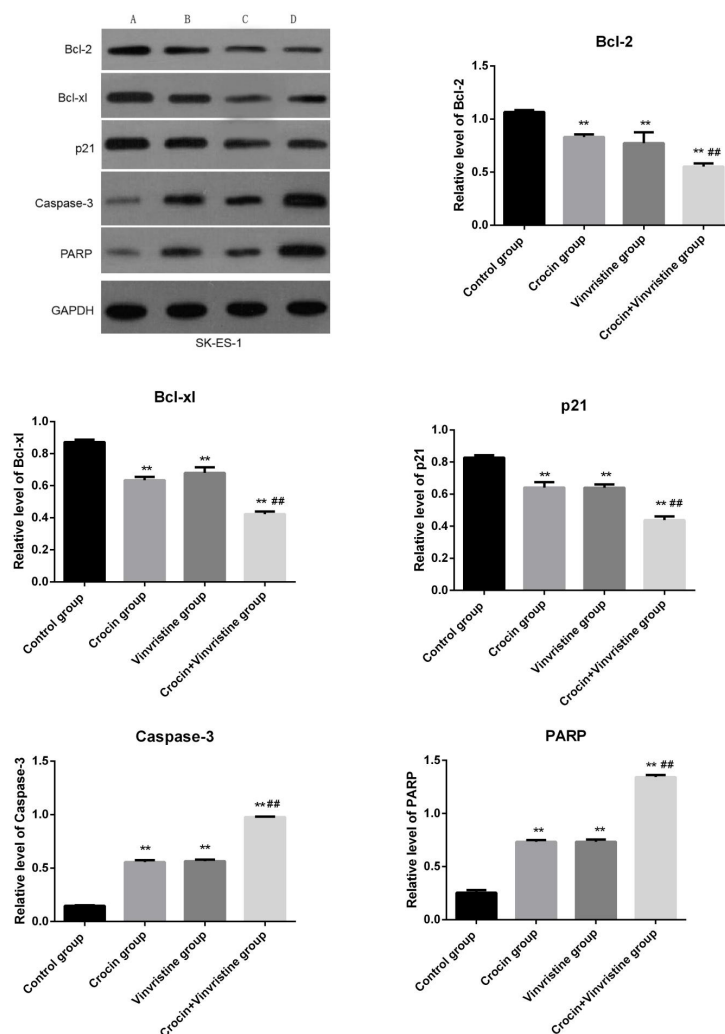 A B C D
Bcl-2
Bcl-xl
p21
Caspase-3
PARP
GAPDH
SK-ES-1
Bcl-2
Relative level of Bcl-2
1.5
1.0
0.5
0.0
** ** ** ##
Control group
Crocin group
Vinvristine group
Crocin+Vinvristine group
Bcl-xl
Relative level of Bcl-xl
1.0
0.8
0.6
0.4
0.2
0.0
** ** ** ##
Control group
Crocin group
Vinvristine group
Crocin+Vinvristine group
p21
Relative level of p21
1.0
0.8
0.6
0.4
0.2
0.0
** ** ** ##
Control group
Crocin group
Vinvristine group
Crocin+Vinvristine group
Caspase-3
Relative level of Caspase-3
1.5
1.0
0.5
0.0
** ** ** ##
Control group
Crocin group
Vinvristine group
Crocin+Vinvristine group
PARP
Relative level of PARP
1.5
1.0
0.5
0.0
** ** ** ##
Control group
Crocin group
Vinvristine group
Crocin+Vinvristine group